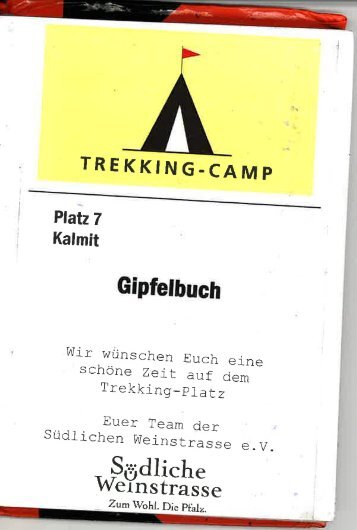 TREKKING-CAMP
Platz 7
Kalmit
Gipfelbuch
Wir wünschen Euch eine
schöne Zeit auf dem
Trekking-Platz
Euer Team der
Südlichen Weinstrasse e.V.
Südliche
Weinstrasse
Zum Wohl. Die Pfalz.